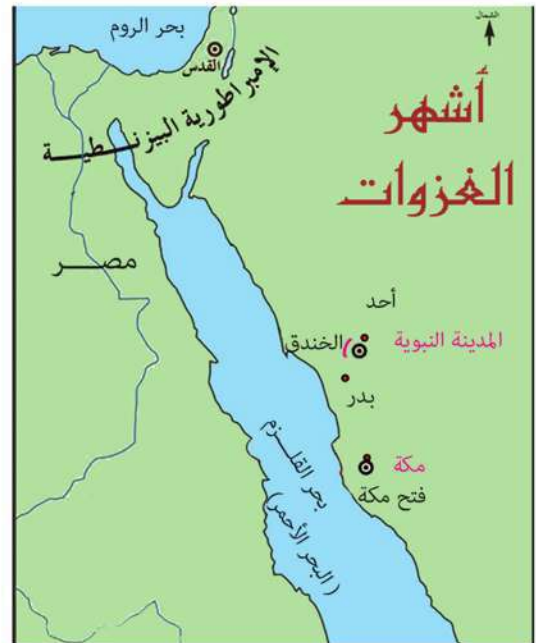 الشمال
بحر الروم
القدس
الإمبراطورية البيزنطية
أشهر
الغزوات
مصر
أحد
المدينة النبوية
الخندق
بدر
مكة
فتح مكة
بحر القلزم
(البحر الأحمر)